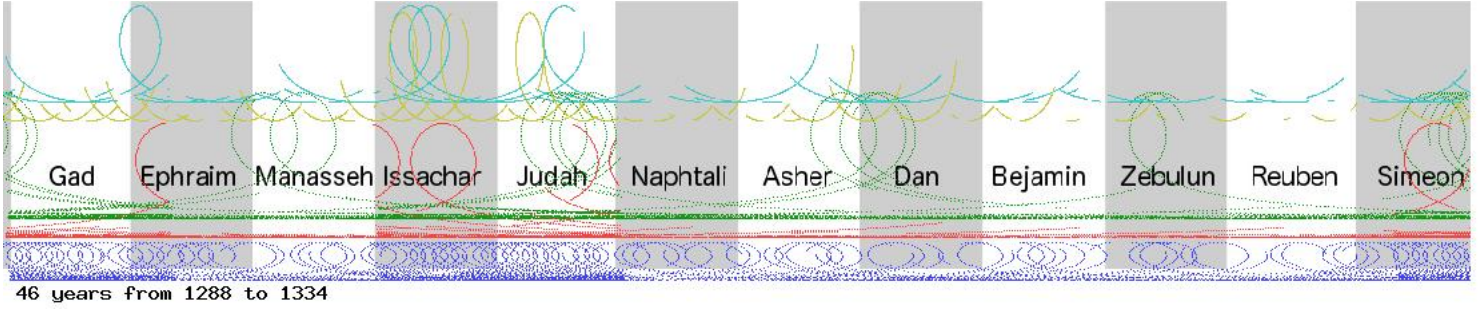 Gad Ephraim Manasseh Issachar Judah Naphtali Asher Dan Bejamin Zebulun Reuben Simeon
46 years from 1288 to 1334